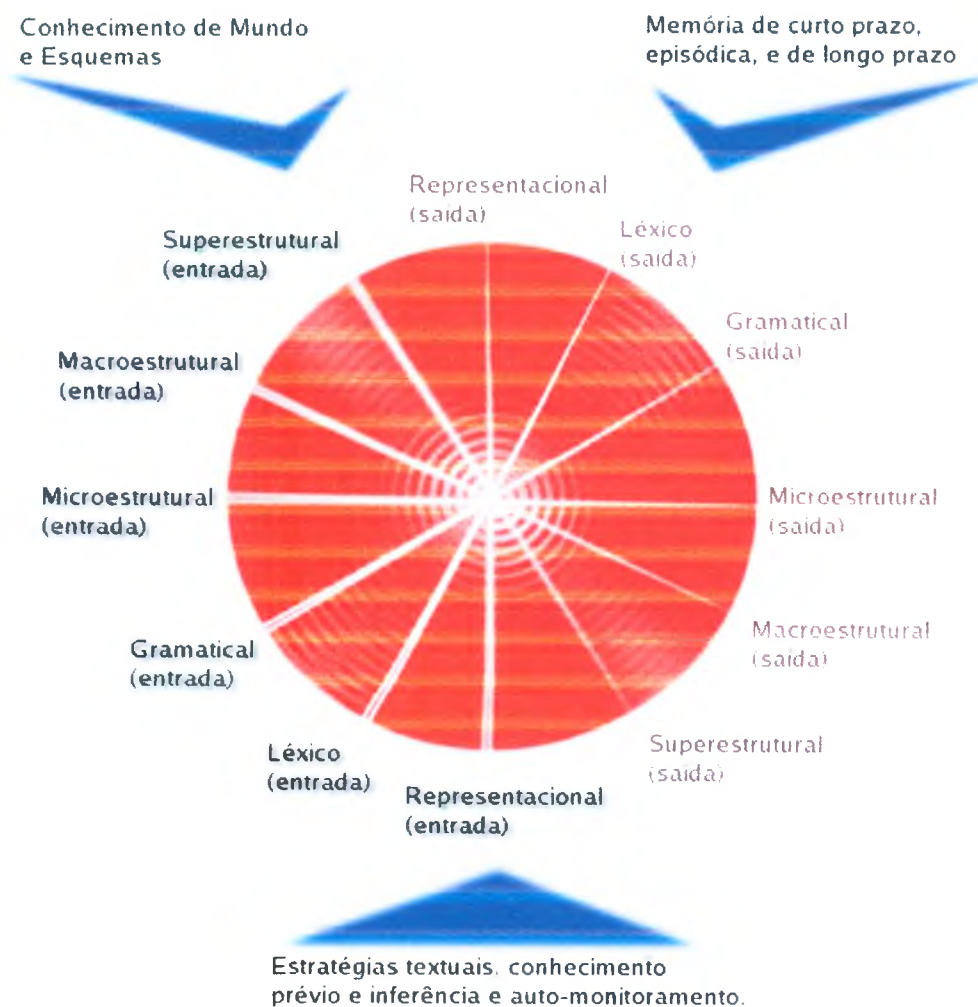 Conhecimento de Mundo
e Esquemas
Memória de curto prazo,
episódica, e de longo prazo
Representacional
(saída)
Léxico
(saída)
Superestrutural
(entrada)
Gramatical
(saída)
Macroestrutural
(entrada)
Microestrutural
(entrada)
Microestrutural
(saída)
Gramatical
(entrada)
Macroestrutural
(saída)
Léxico
(entrada)
Superestrutural
(saída)
Representacional
(entrada)
Estratégias textuais, conhecimento
prévio e inferência e auto-monitoramento.